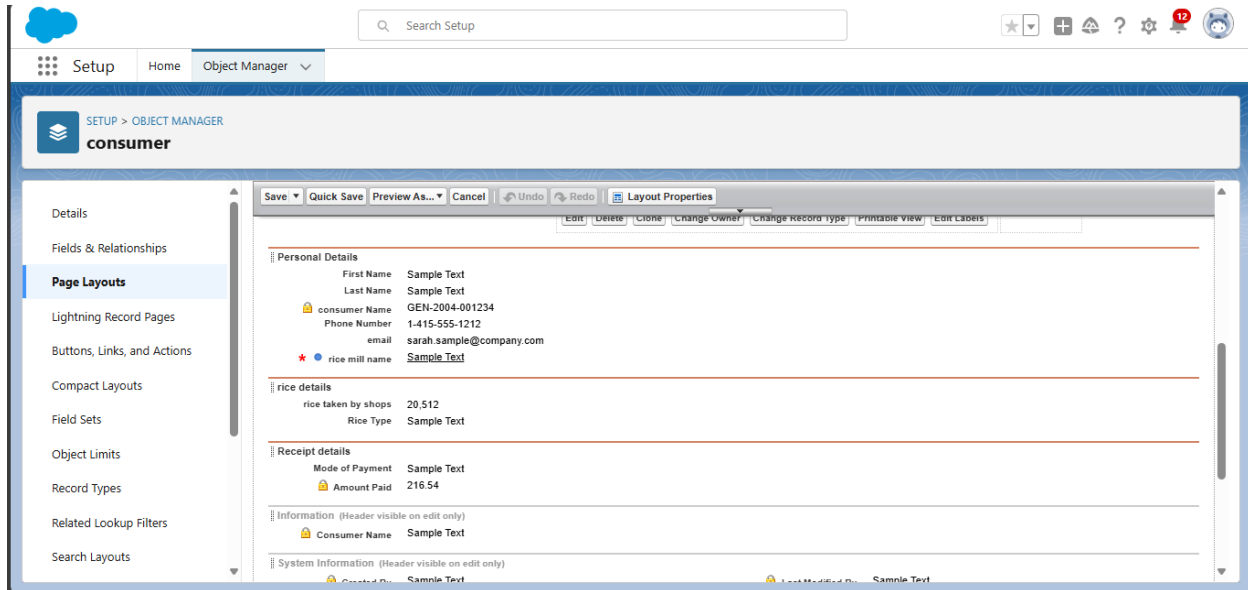 Search Setup
12
Setup
Home
Object Manager
SETUP > OBJECT MANAGER
consumer
Details
Fields & Relationships
Page Layouts
Lightning Record Pages
Buttons, Links, and Actions
Compact Layouts
Field Sets
Object Limits
Record Types
Related Lookup Filters
Search Layouts
Save Quick Save Preview As... Cancel Undo Redo Layout Properties
Edit Delete Clone Change Owner Change Record Type Printable View Edit Labels
Personal Details
First Name Sample Text
Last Name Sample Text
consumer Name GEN-2004-001234
Phone Number 1-415-555-1212
email sarah.sample@company.com
* rice mill name Sample Text
rice details
rice taken by shops 20,512
Rice Type Sample Text
Receipt details
Mode of Payment Sample Text
Amount Paid 216.54
Information (Header visible on edit only)
Consumer Name Sample Text
System Information (Header visible on edit only)
Created By Sample Text Last Modified By Sample Text